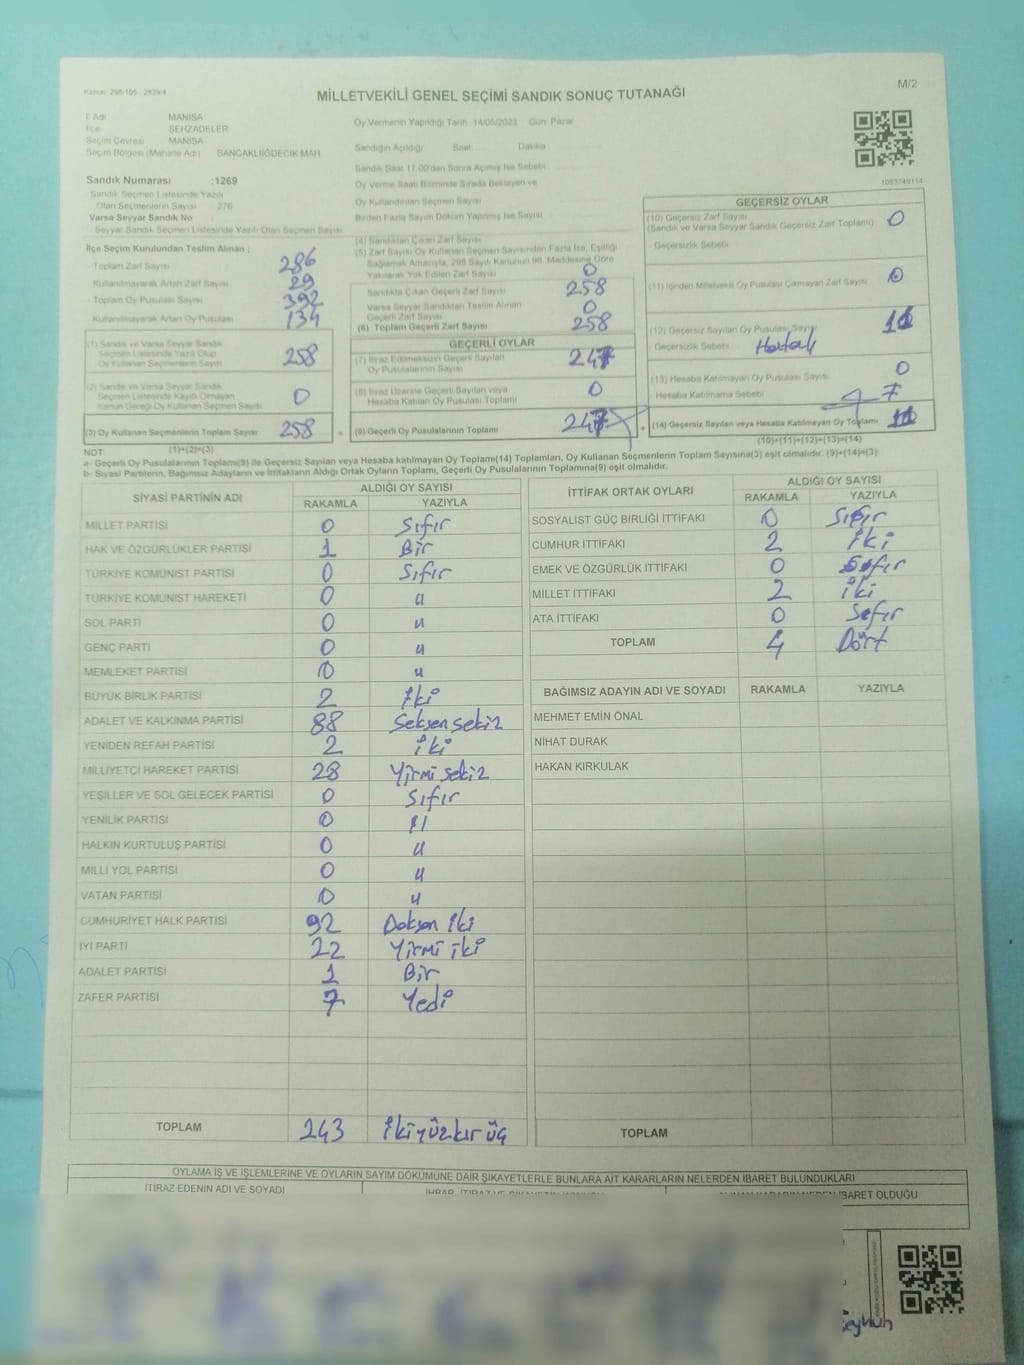 Kanun: 298/105 - 2839/4
M/2
MİLLETVEKİLİ GENEL SEÇİMİ SANDIK SONUÇ TUTANAĞI
İl Adı MANİSA
İlçe ŞEHZADELER
Seçim Çevresi MANİSA
Seçim Bölgesi (Mahalle Adı) SANCAKLIİĞDECİK MAH.
Sandık Numarası :1269
Sandık Seçmen Listesinde Yazılı
Olan Seçmenlerin Sayısı : 276
Varsa Seyyar Sandık No
Seyyar Sandık Seçmen Listesinde Yazılı Olan Seçmen Sayısı
Oy Vermenin Yapıldığı Tarih : 14/05/2023 Gün: Pazar
Sandığın Açıldığı Saat Dakika
Sandık Saat 17:00'den Sonra Açılmış İse Sebebi
Oy Verme Saati Bitiminde Sırada Bekleyen ve
Oy Kullandırılan Seçmen Sayısı
Birden Fazla Sayım Döküm Yapılmış İse Sayısı
1083749114
İlçe Seçim Kurulundan Teslim Alınan ;
Toplam Zarf Sayısı 286
Kullanılmayarak Artan Zarf Sayısı 29
Toplam Oy Pusulası Sayısı 392
Kullanılmayarak Artan Oy Pusulası 134
(1) Sandık ve Varsa Seyyar Sandık
Seçmen Listesinde Yazılı Olup
Oy Kullanan Seçmen Sayısı 258
(2) Sandık ve Varsa Seyyar Sandık
Seçmen Listesinde Kayıtlı Olmayan
Kanun Gereği Oy Kullanan Seçmen Sayısı 0
(3) Oy Kullanan Seçmenlerin Toplam Sayısı 258
(4) Sandıktan Çıkan Zarf Sayısı
(5) Zarf Sayısı Oy Kullanan Seçmen Sayısından Fazla İse, Eşitliği
Sağlamak Amacıyla, 298 Sayılı Kanunun 98. Maddesine Göre
Yakılarak Yok Edilen Zarf Sayısı 0
Sandıkta Çıkan Geçerli Zarf Sayısı 258
Varsa Seyyar Sandıktan Teslim Alınan
Geçerli Zarf Sayısı 0
(6) Toplam Geçerli Zarf Sayısı 258
GEÇERLİ OYLAR
(7) İtiraz Edilmeksizin Geçerli Sayılan
Oy Pusulalarının Sayısı 247
(8) İtiraz Üzerine Geçerli Sayılan veya
Hesaba Katılan Oy Pusulası Toplamı 0
(9) Geçerli Oy Pusulalarının Toplamı 247
GEÇERSİZ OYLAR
(10) Geçersiz Zarf Sayısı
(Sandık ve Varsa Seyyar Sandık Geçersiz Zarf Toplamı) 0
- Geçersizlik Sebebi
(11) İçinden Milletvekili Oy Pusulası Çıkmayan Zarf Sayısı 0
(12) Geçersiz Sayılan Oy Pusulası Sayısı 11
- Geçersizlik Sebebi Hatalı
(13) Hesaba Katılmayan Oy Pusulası Sayısı 0
- Hesaba Katılmama Sebebi 7
(14) Geçersiz Sayılan veya Hesaba Katılmayan Oy Toplamı 11
NOT: (1)+(2)=(3)
(10)+(11)+(12)+(13)=(14)
a- Geçerli Oy Pusulalarının Toplamı(9) ile Geçersiz Sayılan veya Hesaba katılmayan Oy Toplamı(14) Toplamları, Oy Kullanan Seçmenlerin Toplam Sayısına(3) eşit olmalıdır. (9)+(14)=(3)
b- Siyasi Partilerin, Bağımsız Adayların ve İttifakların Aldığı Ortak Oyların Toplamı, Geçerli Oy Pusulalarının Toplamına(9) eşit olmalıdır.
SİYASİ PARTİNİN ADI ALDIĞI OY SAYISI
RAKAMLA YAZIYLA
MİLLET PARTİSİ 0 Sıfır
HAK VE ÖZGÜRLÜKLER PARTİSİ 1 Bir
TÜRKİYE KOMÜNİST PARTİSİ 0 Sıfır
TÜRKİYE KOMÜNİST HAREKETİ 0 "
SOL PARTİ 0 "
GENÇ PARTİ 0 "
MEMLEKET PARTİSİ 0 "
BÜYÜK BİRLİK PARTİSİ 2 İki
ADALET VE KALKINMA PARTİSİ 88 Seksen sekiz
YENİDEN REFAH PARTİSİ 2 iki
MİLLİYETÇİ HAREKET PARTİSİ 28 Yirmi sekiz
YEŞİLLER VE SOL GELECEK PARTİSİ 0 Sıfır
YENİLİK PARTİSİ 0 "
HALKIN KURTULUŞ PARTİSİ 0 "
MİLLİ YOL PARTİSİ 0 "
VATAN PARTİSİ 0 "
CUMHURİYET HALK PARTİSİ 92 Doksan iki
İYİ PARTİ 22 Yirmi iki
ADALET PARTİSİ 1 Bir
ZAFER PARTİSİ 7 Yedi
TOPLAM 243 ikiyüzkır üç
İTTİFAK ORTAK OYLARI ALDIĞI OY SAYISI
RAKAMLA YAZIYLA
SOSYALİST GÜÇ BİRLİĞİ İTTİFAKI 0 Sıfır
CUMHUR İTTİFAKI 2 İki
EMEK VE ÖZGÜRLÜK İTTİFAKI 0 Sıfır
MİLLET İTTİFAKI 2 iki
ATA İTTİFAKI 0 Sıfır
TOPLAM 4 Dört
BAĞIMSIZ ADAYIN ADI VE SOYADI RAKAMLA YAZIYLA
MEHMET EMİN ÖNAL
NİHAT DURAK
HAKAN KIRKULAK
TOPLAM
OYLAMA İŞ VE İŞLEMLERİNE VE OYLARIN SAYIM DÖKÜMÜNE DAİR ŞİKAYETLERLE BUNLARA AİT KARARLARIN NELERDEN İBARET BULUNDUKLARI
İTİRAZ EDENİN ADI VE SOYADI
İBARET OLDUĞU